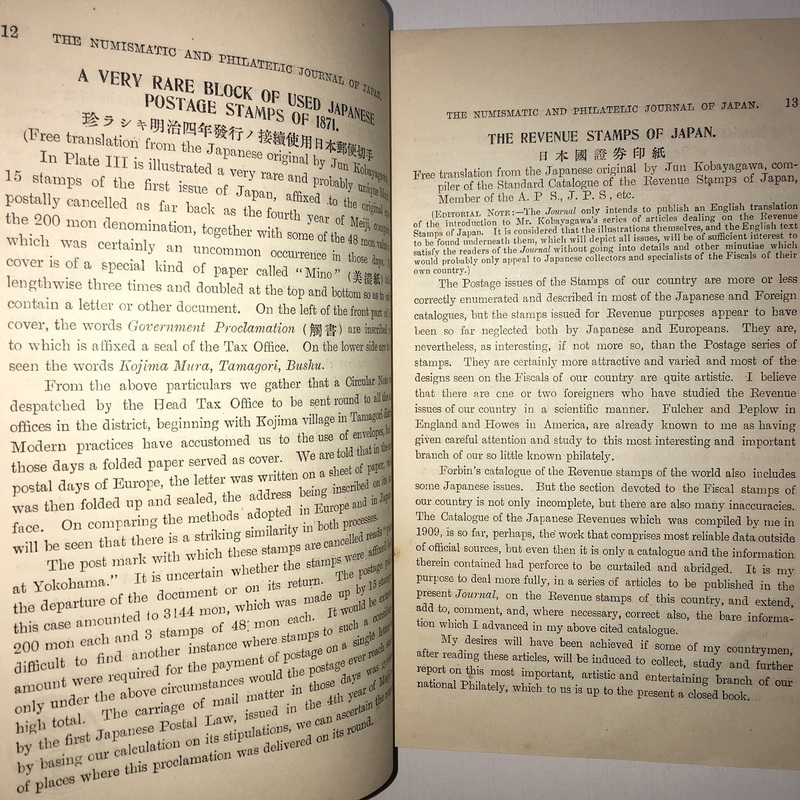 12
THE NUMISMATIC AND PHILATELIC JOURNAL OF JAPAN.
A VERY RARE BLOCK OF USED JAPANESE
POSTAGE STAMPS OF 1871.
珍ラシキ明治四年發行ノ接續使用日本郵便切手
(Free translation from the Japanese original by Jun Kobayagawa
In Plate III is illustrated a very rare and probably unique block
15 stamps of the first issue of Japan, affixed to the original
postally cancelled as far back as the fourth year of Meiji,
the 200 mon denomination, together with some of the 48 mon
which was certainly an uncommon occurrence in those days.
cover is of a special kind of paper called "Mino" (美濃紙)
lengthwise three times and doubled at the top and bottom so as to
contain a letter or other document. On the left of the front part of
cover, the words Government Proclamation (觸書) are inscribed
to which is affixed a seal of the Tax Office. On the lower side are
seen the words Kojima Mura, Tamagori, Bushu.
From the above particulars we gather that a Circular
despatched by the Head Tax Office to be sent round to all the
offices in the district, beginning with Kojima village in Tamagori
Modern practices have accustomed us to the use of envelopes,
those days a folded paper served as cover. We are told that in
postal days of Europe, the letter was written on a sheet of paper,
was then folded up and sealed, the address being inscribed on its
face. On comparing the methods adopted in Europe and in
will be seen that there is a striking similarity in both processes.
The post mark with which these stamps are cancelled reads
at Yokohama." It is uncertain whether the stamps were affixed
the departure of the document or on its return. The postage
this case amounted to 3144 mon, which was made up by 15
200 mon each and 3 stamps of 48 mon each. It would be
difficult to find another instance where stamps to such a
amount were required for the payment of postage on a single letter
only under the above circumstances would the postage ever reach
high total. The carriage of mail matter in those days was
by the first Japanese Postal Law, issued in the 4th year of
by basing our calculation on its stipulations, we can ascertain the
of places where this proclamation was delivered on its round.
THE NUMISMATIC AND PHILATELIC JOURNAL OF JAPAN. 13
THE REVENUE STAMPS OF JAPAN.
日本國證券印紙
Free translation from the Japanese original by Jun Kobayagawa, com-
piler of the Standard Catalogue of the Revenue Stamps of Japan,
Member of the A. P S., J. P. S , etc.
(EDITORIAL NOTE:—The Journal only intends to publish an English translation
of the introduction to Mr. Kobayagawa's series of articles dealing on the Revenue
Stamps of Japan. It is considered that the illustrations themselves, and the English text
to be found underneath them, which will depict all issues, will be of sufficient interest to
satisfy the readers of the Journal without going into details and other minutiae which
would probably only appeal to Japanese collectors and specialists of the Fiscals of their
own country.)
The Postage issues of the Stamps of our country are more or less
correctly enumerated and described in most of the Japanese and Foreign
catalogues, but the stamps issued for Revenue purposes appear to have
been so far neglected both by Japanese and Europeans. They are,
nevertheless, as interesting, if not more so, than the Postage series of
stamps. They are certainly more attractive and varied and most of the
designs seen on the Fiscals of our country are quite artistic. I believe
that there are one or two foreigners who have studied the Revenue
issues of our country in a scientific manner. Fulcher and Peplow in
England and Howes in America, are already known to me as having
given careful attention and study to this most interesting and important
branch of our so little known philately.
Forbin's catalogue of the Revenue stamps of the world also includes
some Japanese issues. But the section devoted to the Fiscal stamps of
our country is not only incomplete, but there are also many inaccuracies.
The Catalogue of the Japanese Revenues which was compiled by me in
1909, is so far, perhaps, the work that comprises most reliable data outside
of official sources, but even then it is only a catalogue and the information
therein contained had perforce to be curtailed and abridged. It is my
purpose to deal more fully, in a series of articles to be published in the
present Journal, on the Revenue stamps of this country, and extend,
add to, comment, and, where necessary, correct also, the bare informa-
tion which I advanced in my above cited catalogue.
My desires will have been achieved if some of my countrymen,
after reading these articles, will be induced to collect, study and further
report on this most important, artistic and entertaining branch of our
national Philately, which to us is up to the present a closed book.